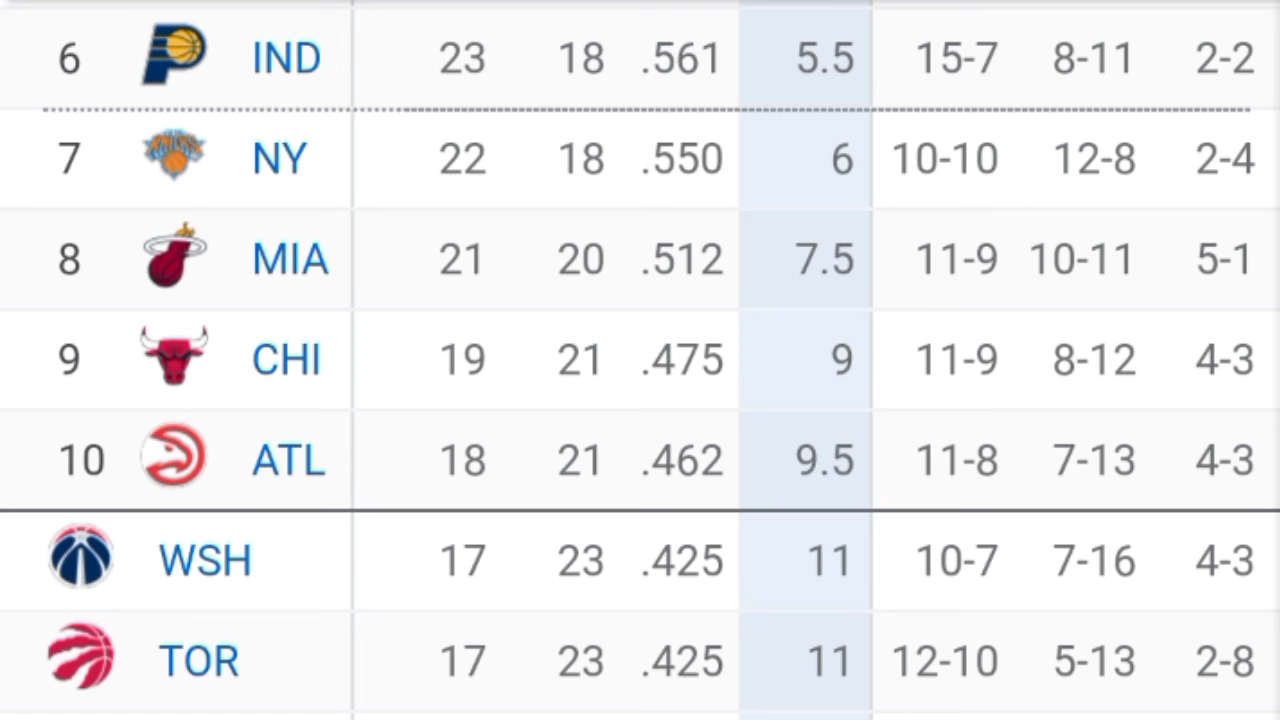 6 IND 23 18 .561 5.5 15-7 8-11 2-2
7 NY 22 18 .550 6 10-10 12-8 2-4
8 MIA 21 20 .512 7.5 11-9 10-11 5-1
9 CHI 19 21 .475 9 11-9 8-12 4-3
10 ATL 18 21 .462 9.5 11-8 7-13 4-3
WSH 17 23 .425 11 10-7 7-16 4-3
TOR 17 23 .425 11 12-10 5-13 2-8